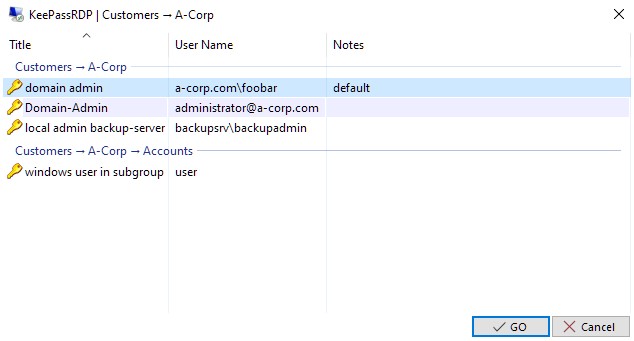 KeePassRDP | Customers → A-Corp
Title User Name Notes
Customers → A-Corp
domain admin a-corp.com\foobar default
Domain-Admin administrator@a-corp.com
local admin backup-server backupsrv\backupadmin
Customers → A-Corp → Accounts
windows user in subgroup user
GO Cancel